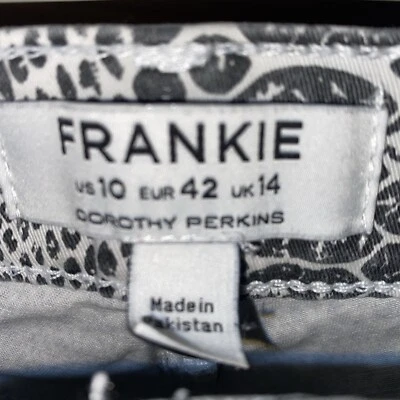 FRANKIE
US 10 EUR 42 UK 14
DOROTHY PERKINS
Made in
Pakistan